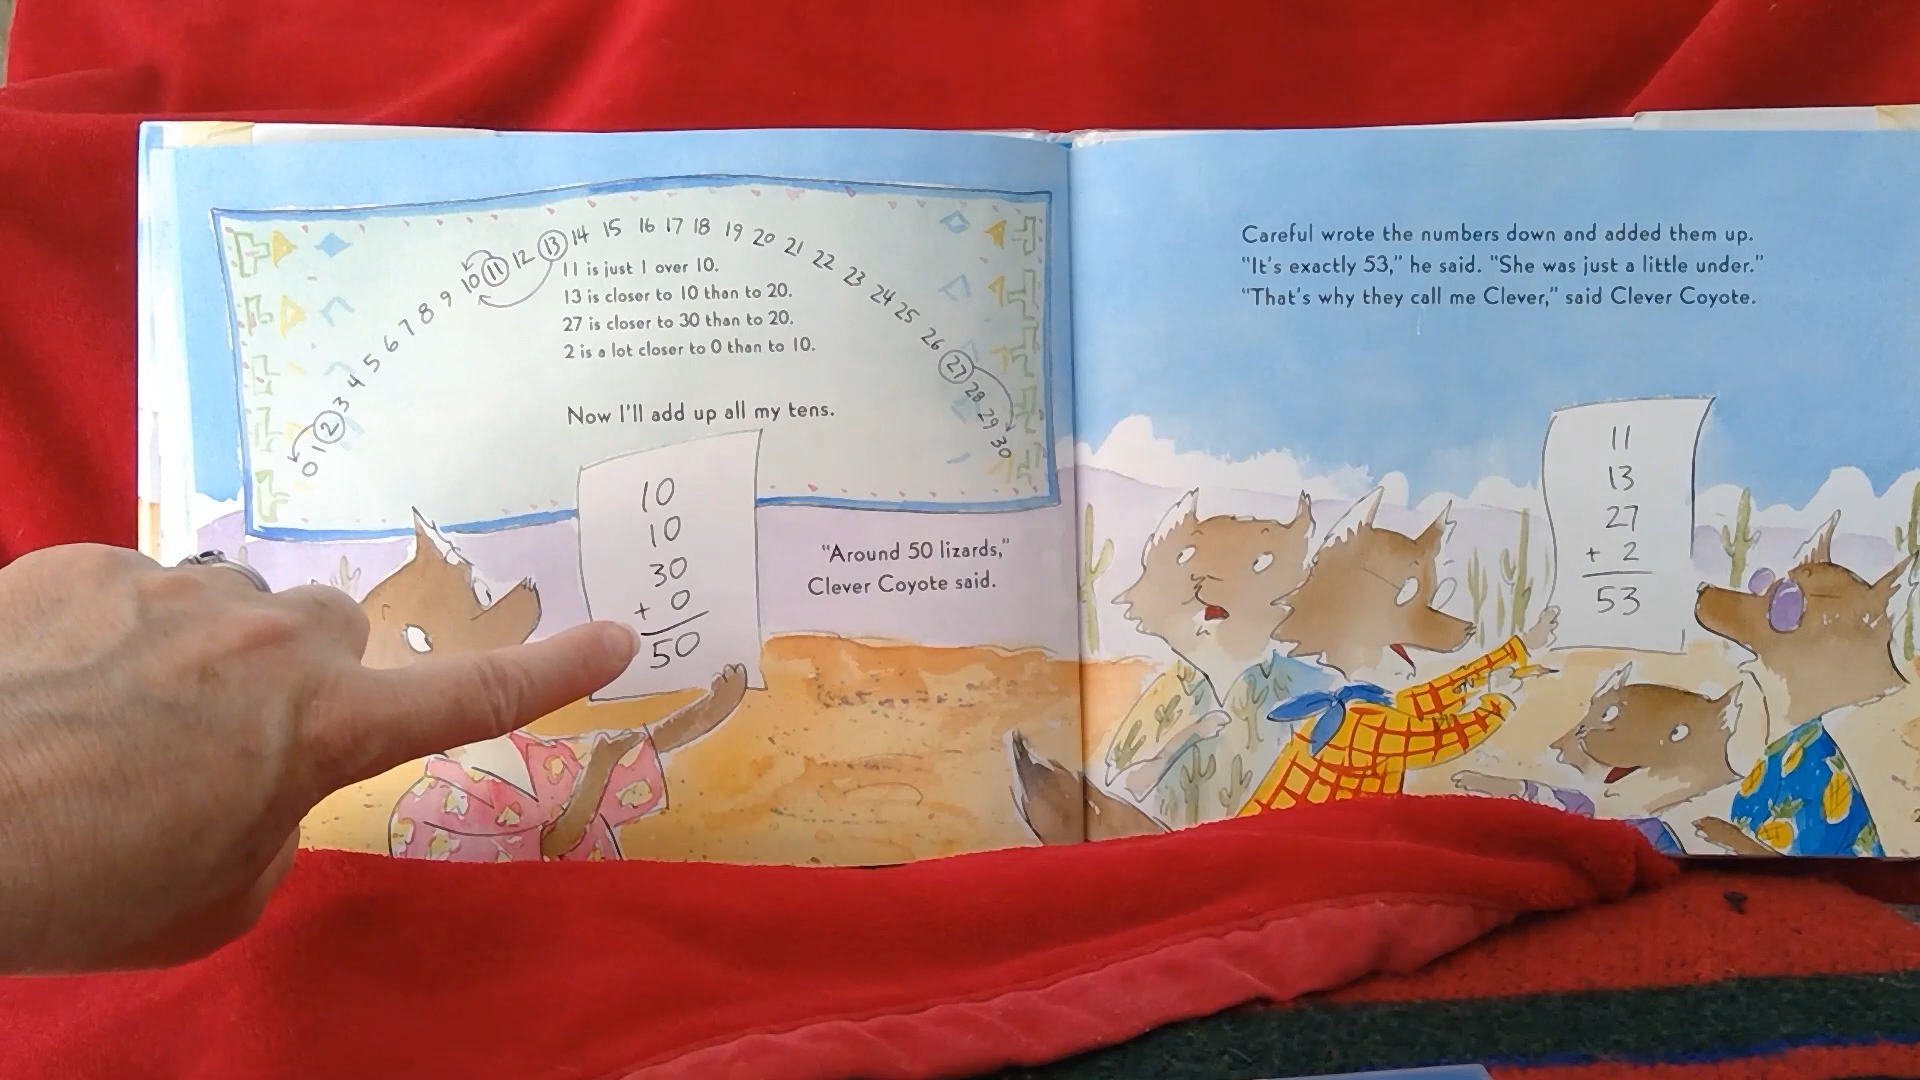 0 1 2 3 4 5 6 7 8 9 10 11 12 13 14 15 16 17 18 19 20 21 22 23 24 25 26 27 28 29 30
11 is just 1 over 10.
13 is closer to 10 than to 20.
27 is closer to 30 than to 20.
2 is a lot closer to 0 than to 10.
Now I'll add up all my tens.
10
10
30
+ 0
50
"Around 50 lizards,"
Clever Coyote said.
Careful wrote the numbers down and added them up.
"It's exactly 53," he said. "She was just a little under."
"That's why they call me Clever," said Clever Coyote.
11
13
27
+ 2
53